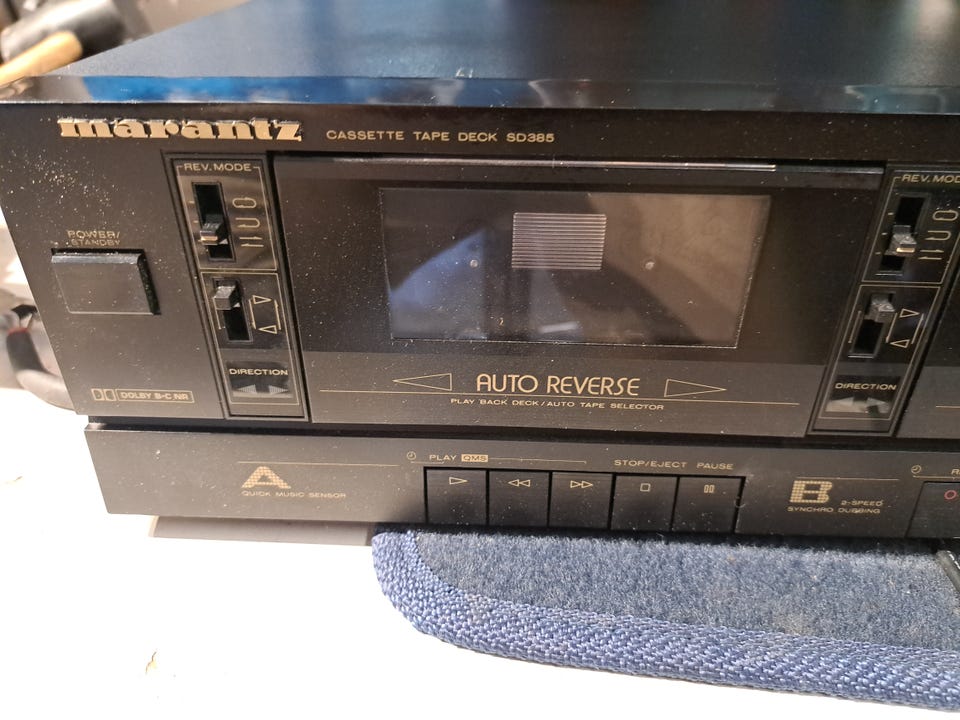 marantz CASSETTE TAPE DECK SD385
REV. MODE
REV. MOD
POWER/
STANDBY
DIRECTION
DIRECTION
AUTO REVERSE
PLAY BACK DECK/AUTO TAPE SELECTOR
DOLBY B-C NR
PLAY QMS
STOP/EJECT PAUSE
A
QUICK MUSIC SENSOR
B 2-SPEED
SYNCHRO DUBBING
R